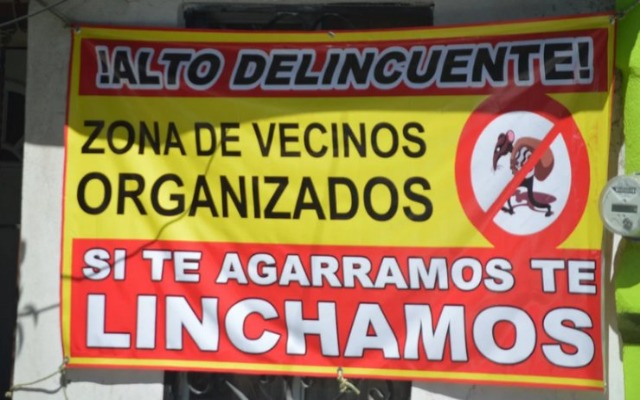 !ALTO DELINCUENTE!
ZONA DE VECINOS
ORGANIZADOS
SI TE AGARRAMOS TE
LINCHAMOS